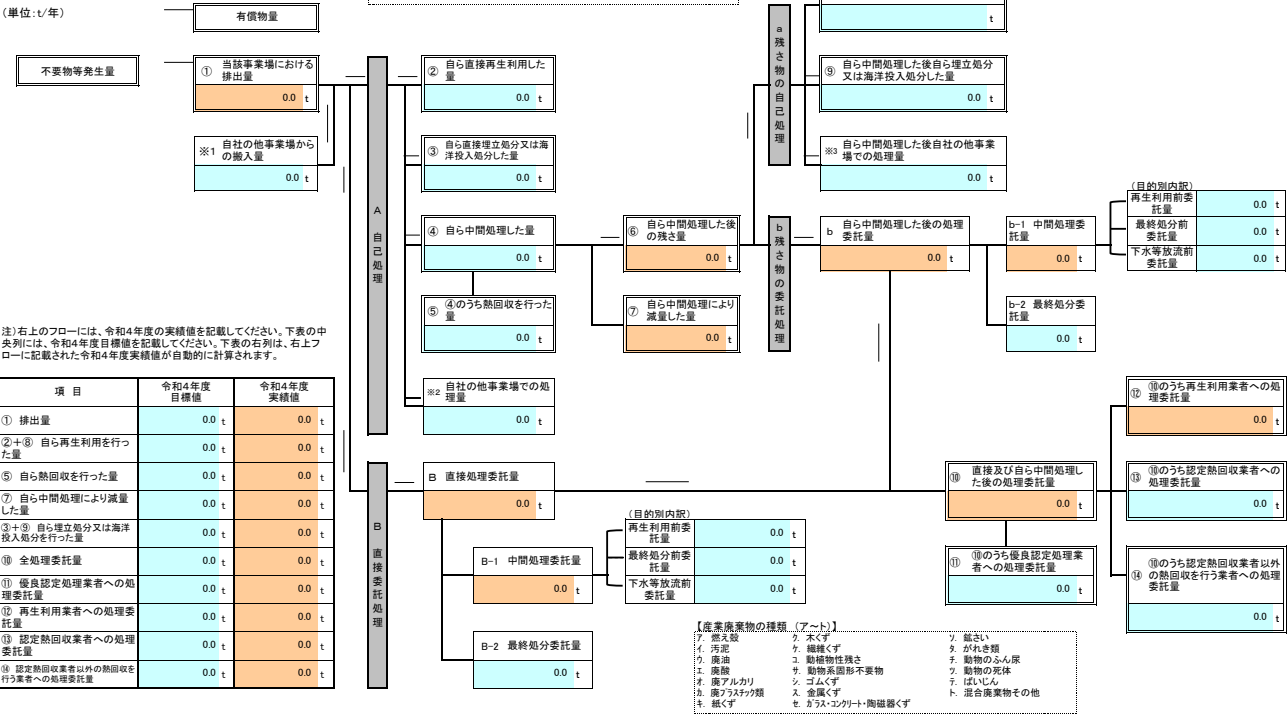 (単位:t/年)
有償物量
不要物等発生量
① 当該事業場における
排出量
0.0 t
※1 自社の他事業場から
の搬入量
0.0 t
A 自己処理
② 自ら直接再生利用した
量
0.0 t
③ 自ら直接埋立処分又は海
洋投入処分した量
0.0 t
④ 自ら中間処理した量
0.0 t
⑤ ④のうち熱回収を行った
量
0.0 t
※2 自社の他事業場での処
理量
0.0 t
⑥ 自ら中間処理した後
の残さ量
0.0 t
⑦ 自ら中間処理により
減量した量
0.0 t
a 残さ物の自己処理
t
⑨ 自ら中間処理した後自ら埋立処分
又は海洋投入処分した量
0.0 t
※3 自ら中間処理した後自社の他事業
場での処理量
0.0 t
b 残さ物の委託処理
b 自ら中間処理した後の処理
委託量
0.0 t
b-1 中間処理委
託量
0.0 t
(目的別内訳)
再生利用前委
託量
0.0 t
最終処分前
委託量
0.0 t
下水等放流前
委託量
0.0 t
b-2 最終処分委
託量
0.0 t
注)右上のフローには、令和4年度の実績値を記載してください。下表の中
央列には、令和4年度目標値を記載してください。下表の右列は、右上フ
ローに記載された令和4年度実績値が自動的に計算されます。
項 目 令和4年度
目標値 令和4年度
実績値
① 排出量 0.0 t 0.0 t
②+⑧ 自ら再生利用を行っ
た量 0.0 t 0.0 t
⑤ 自ら熱回収を行った量 0.0 t 0.0 t
⑦ 自ら中間処理により減量
した量 0.0 t 0.0 t
③+⑨ 自ら埋立処分又は海洋
投入処分を行った量 0.0 t 0.0 t
⑩ 全処理委託量 0.0 t 0.0 t
⑪ 優良認定処理業者への処
理委託量 0.0 t 0.0 t
⑫ 再生利用業者への処理委
託量 0.0 t 0.0 t
⑬ 認定熱回収業者への処理
委託量 0.0 t 0.0 t
⑭ 認定熱回収業者以外の熱回収を
行う業者への処理委託量 0.0 t 0.0 t
B 直接委託処理
B 直接処理委託量
0.0 t
B-1 中間処理委託量
0.0 t
(目的別内訳)
再生利用前委
託量
0.0 t
最終処分前委
託量
0.0 t
下水等放流前
委託量
0.0 t
B-2 最終処分委託量
0.0 t
⑩ 直接及び自ら中間処理し
た後の処理委託量
0.0 t
⑪ ⑩のうち優良認定処理業
者への処理委託量
0.0 t
⑫ ⑩のうち再生利用業者への処
理委託量
0.0 t
⑬ ⑩のうち認定熱回収業者への
処理委託量
0.0 t
⑭ ⑩のうち認定熱回収業者以外
の熱回収を行う業者への処理
委託量
0.0 t
【産業廃棄物の種類 (ア~ト)】
ア. 燃え殻 ク. 木くず ソ. 鉱さい
イ. 汚泥 ケ. 繊維くず タ. がれき類
ウ. 廃油 コ. 動植物性残さ チ. 動物のふん尿
エ. 廃酸 サ. 動物系固形不要物 ツ. 動物の死体
オ. 廃アルカリ シ. ゴムくず テ. ばいじん
カ. 廃プラスチック類 ス. 金属くず ト. 混合廃棄物その他
キ. 紙くず セ. ガラス・コンクリート・陶磁器くず